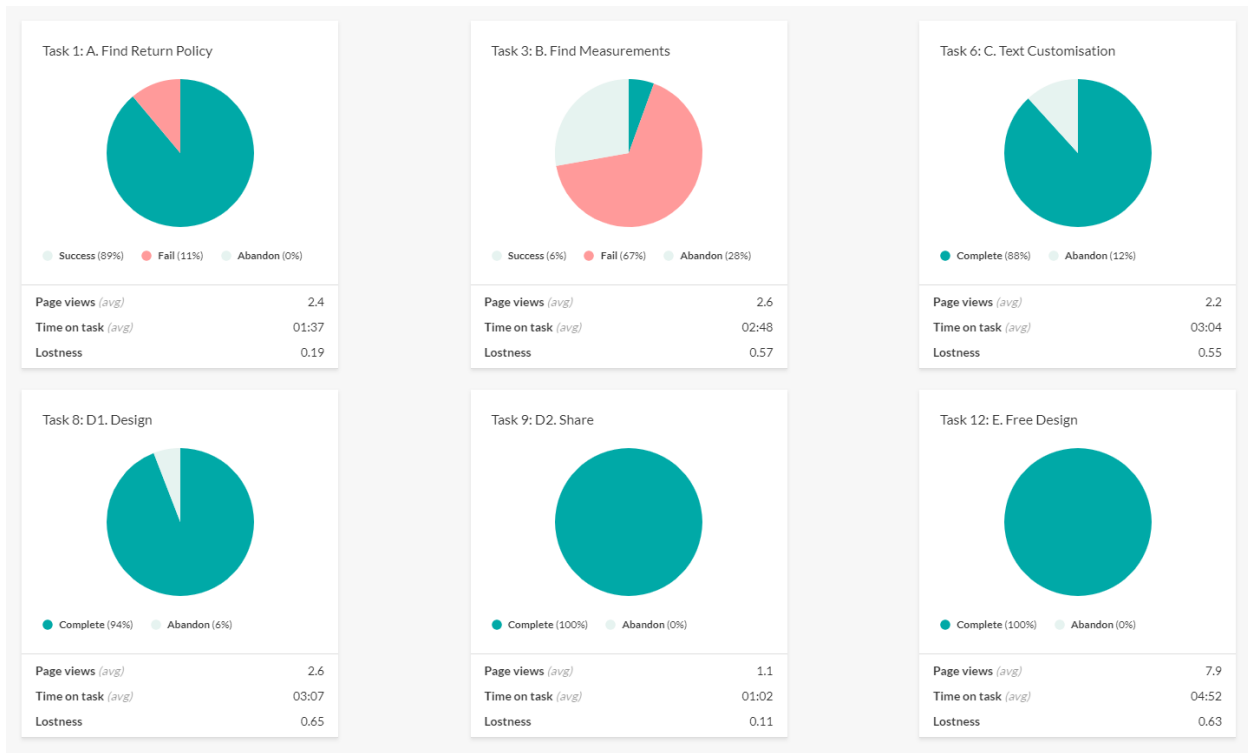 Task 1: A. Find Return Policy
Success (89%) Fail (11%) Abandon (0%)
Page views (avg) 2.4
Time on task (avg) 01:37
Lostness 0.19
Task 3: B. Find Measurements
Success (6%) Fail (67%) Abandon (28%)
Page views (avg) 2.6
Time on task (avg) 02:48
Lostness 0.57
Task 6: C. Text Customisation
Complete (88%) Abandon (12%)
Page views (avg) 2.2
Time on task (avg) 03:04
Lostness 0.55
Task 8: D1. Design
Complete (94%) Abandon (6%)
Page views (avg) 2.6
Time on task (avg) 03:07
Lostness 0.65
Task 9: D2. Share
Complete (100%) Abandon (0%)
Page views (avg) 1.1
Time on task (avg) 01:02
Lostness 0.11
Task 12: E. Free Design
Complete (100%) Abandon (0%)
Page views (avg) 7.9
Time on task (avg) 04:52
Lostness 0.63